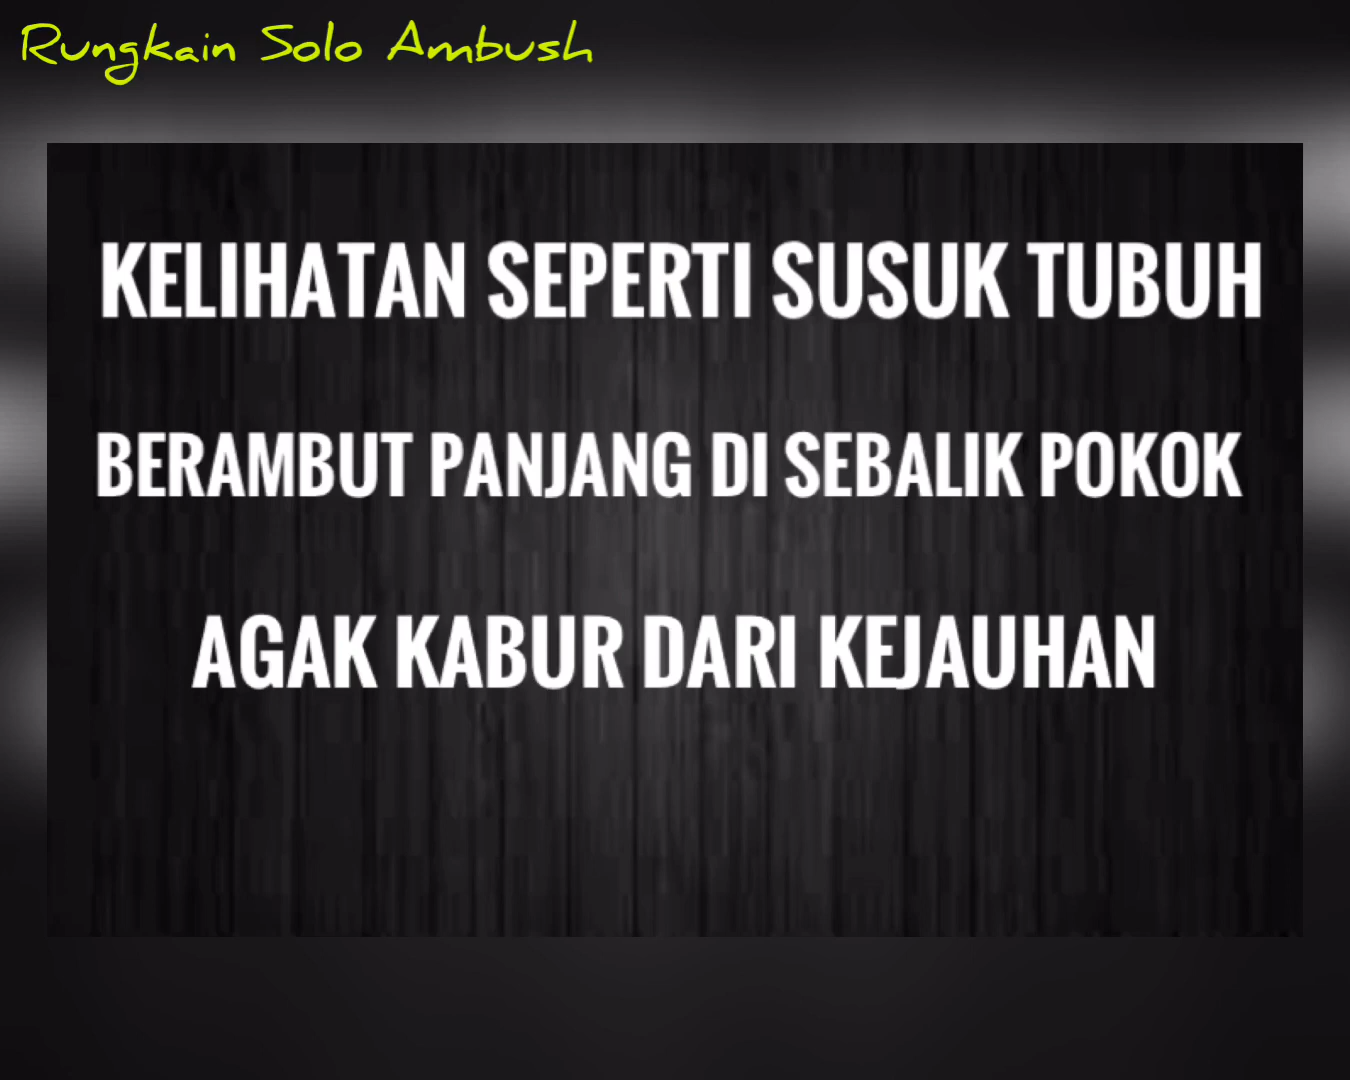 Rungkain Solo Ambush
KELIHATAN SEPERTI SUSUK TUBUH
BERAMBUT PANJANG DI SEBALIK POKOK
AGAK KABUR DARI KEJAUHAN